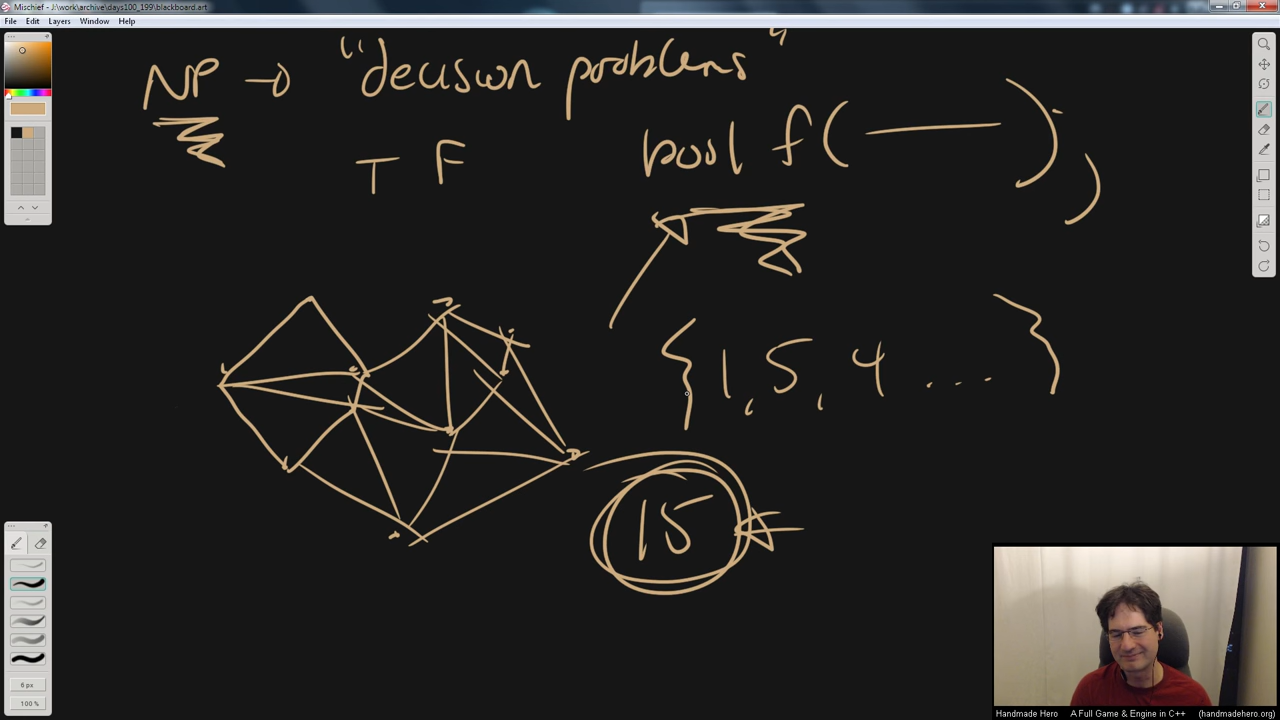 Mischief - J:\work\archive\days100_199\blackboard.art
File Edit Layers Window Help
NP → "decision problems"
T F
bool f( );
{1, 5, 4 ... }
15
6 px
100 %
Handmade Hero A Full Game & Engine in C++ (handmadehero.org)